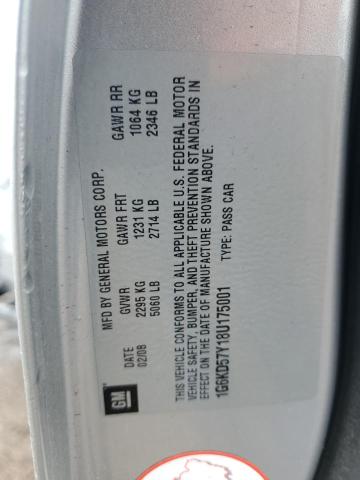 GM
MFD BY GENERAL MOTORS CORP.
DATE GVWR GAWR FRT GAWR RR
02/08 2295 KG 1231 KG 1064 KG
5060 LB 2714 LB 2346 LB
THIS VEHICLE CONFORMS TO ALL APPLICABLE U.S. FEDERAL MOTOR
VEHICLE SAFETY, BUMPER, AND THEFT PREVENTION STANDARDS IN
EFFECT ON THE DATE OF MANUFACTURE SHOWN ABOVE.
1G6KD57Y18U175001 TYPE: PASS CAR